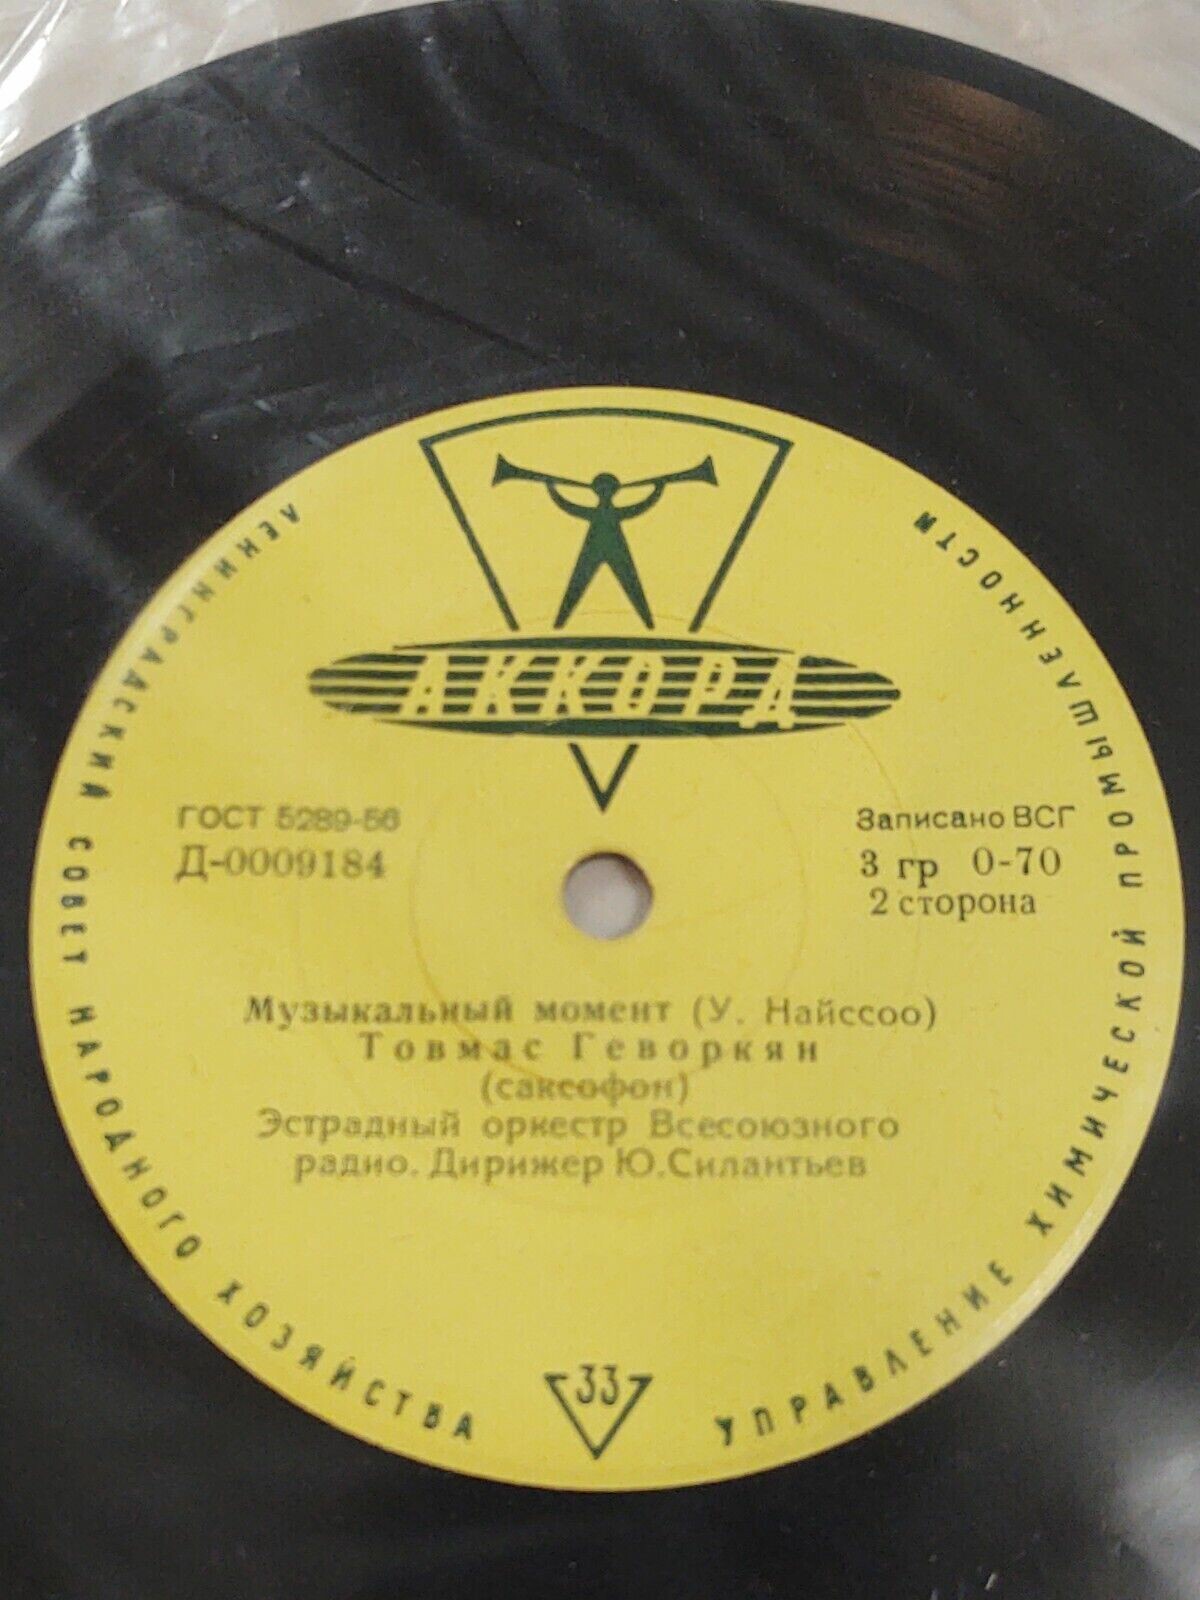 АККОРД
ГОСТ 5289-56
Д-0009184
Записано ВСГ
3 гр 0-70
2 сторона
Музыкальный момент (У. Найссоо)
Товмас Геворкян
(саксофон)
Эстрадный оркестр Всесоюзного
радио. Дирижер Ю.Силантьев
33
ЛЕНИНГРАДСКИЙ СОВЕТ НАРОДНОГО ХОЗЯЙСТВА
УПРАВЛЕНИЕ ХИМИЧЕСКОЙ ПРОМЫШЛЕННОСТИ